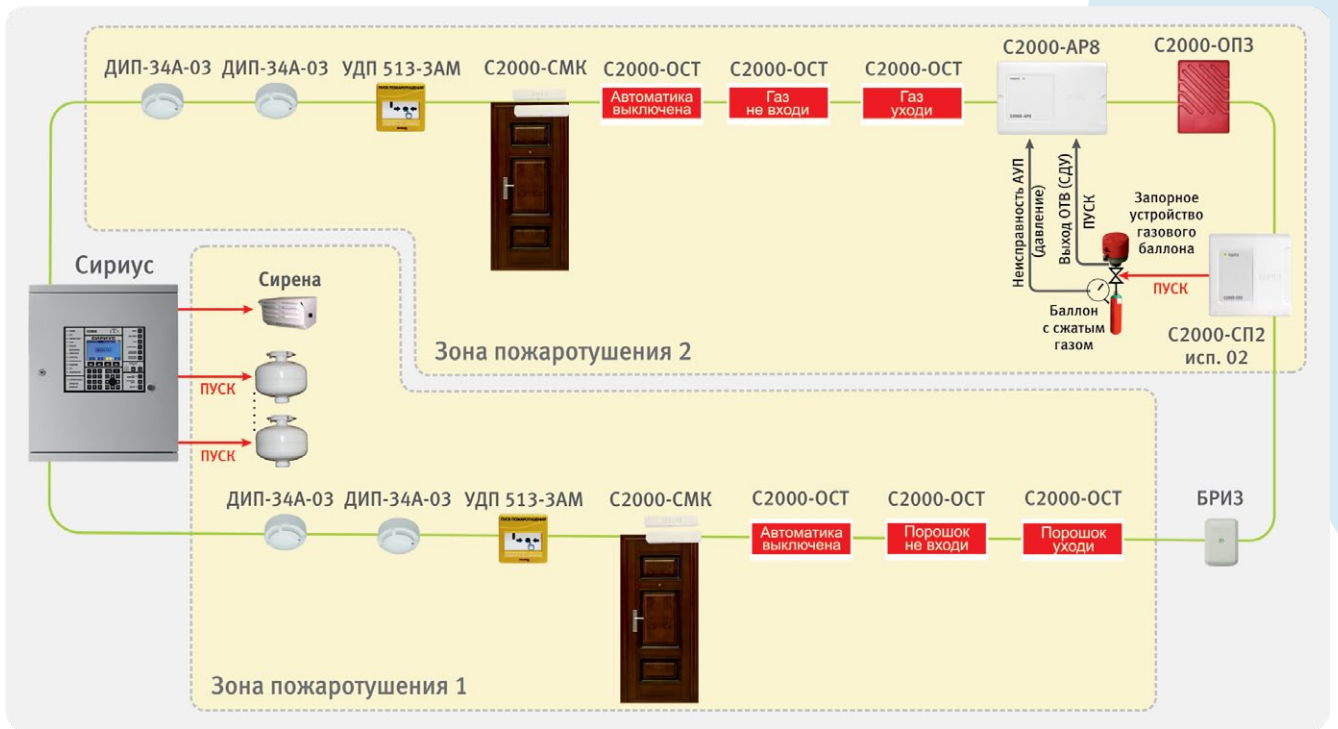 ДИП-34А-03
ДИП-34А-03
УДП 513-3АМ
С2000-СМК
С2000-ОСТ
С2000-ОСТ
С2000-ОСТ
С2000-АР8
С2000-ОПЗ
Автоматика
выключена
Газ
не входи
Газ
уходи
Неисправность АУП
(давление)
Выход ОТВ (СДУ)
ПУСК
Запорное
устройство
газового
баллона
ПУСК
Баллон
с сжатым
газом
С2000-СП2
исп. 02
Зона пожаротушения 2
Сириус
Сирена
ПУСК
ПУСК
ДИП-34А-03
ДИП-34А-03
УДП 513-3АМ
С2000-СМК
С2000-ОСТ
С2000-ОСТ
С2000-ОСТ
БРИЗ
Автоматика
выключена
Порошок
не входи
Порошок
уходи
Зона пожаротушения 1